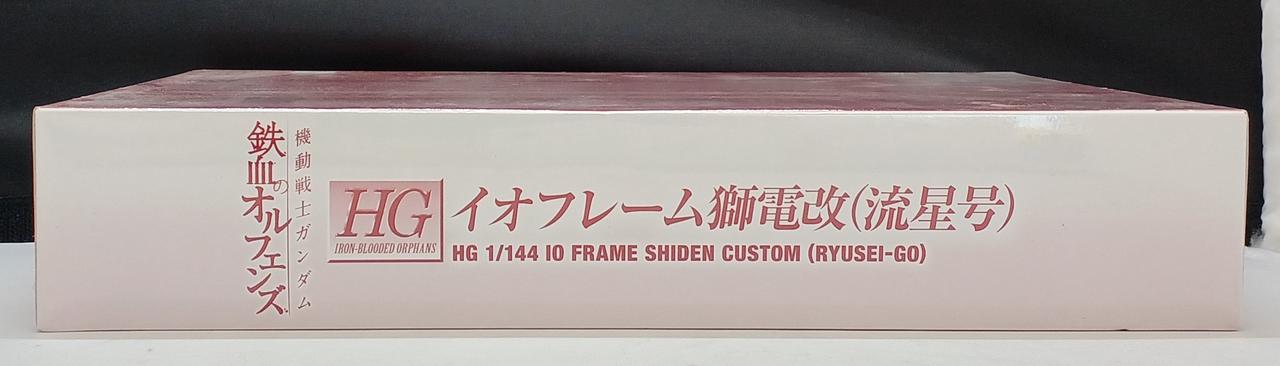 機動戦士ガンダム
鉄血のオルフェンズ
HG
IRON-BLOODED ORPHANS
イオフレーム獅電改(流星号)
HG 1/144 IO FRAME SHIDEN CUSTOM (RYUSEI-GO)